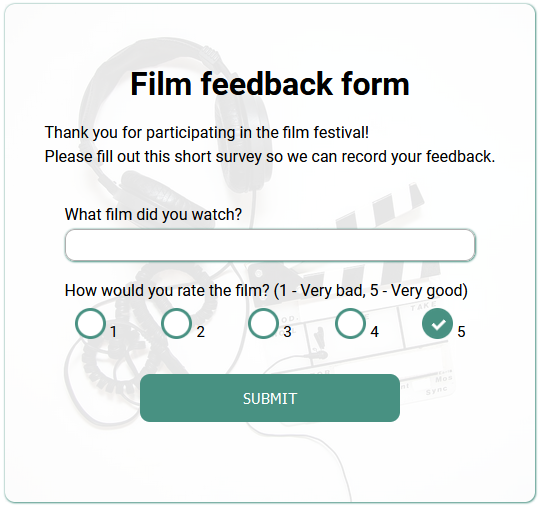 Film feedback form
Thank you for participating in the film festival!
Please fill out this short survey so we can record your feedback.
What film did you watch?
How would you rate the film? (1 - Very bad, 5 - Very good)
1 2 3 4 5
SUBMIT